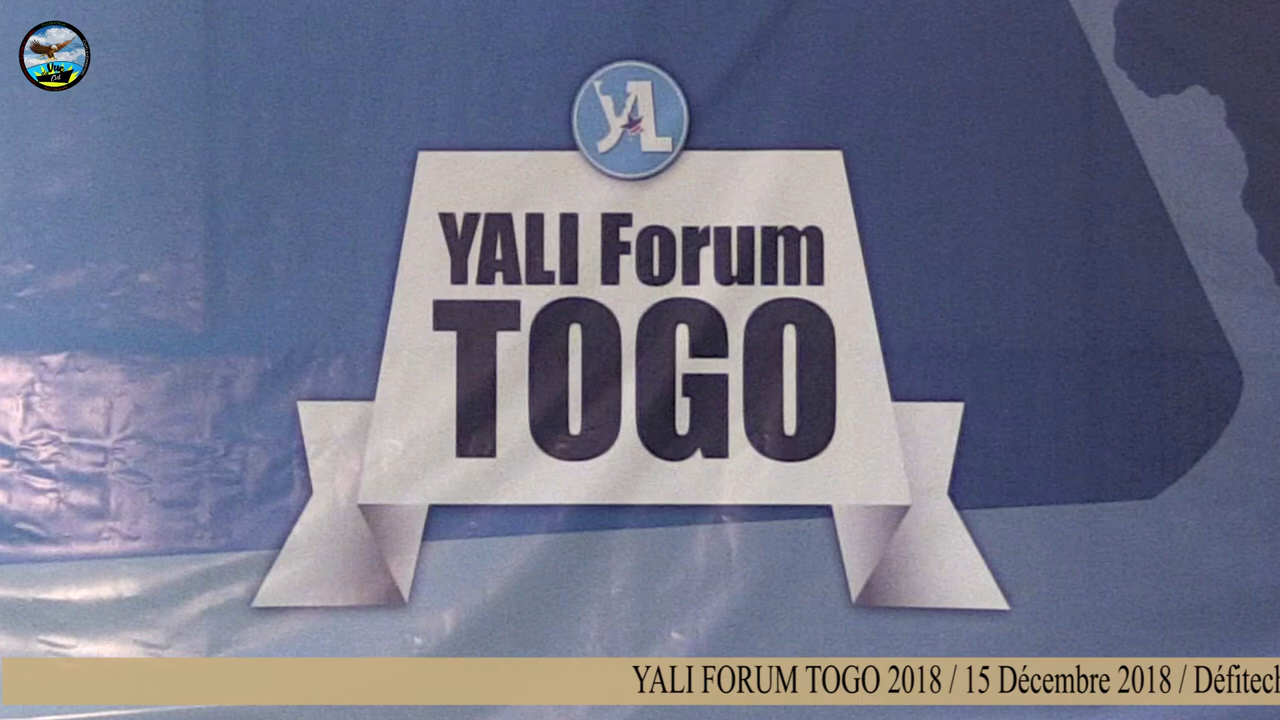 YAL
YALI Forum
TOGO
YALI FORUM TOGO 2018 / 15 Décembre 2018 / Défitech